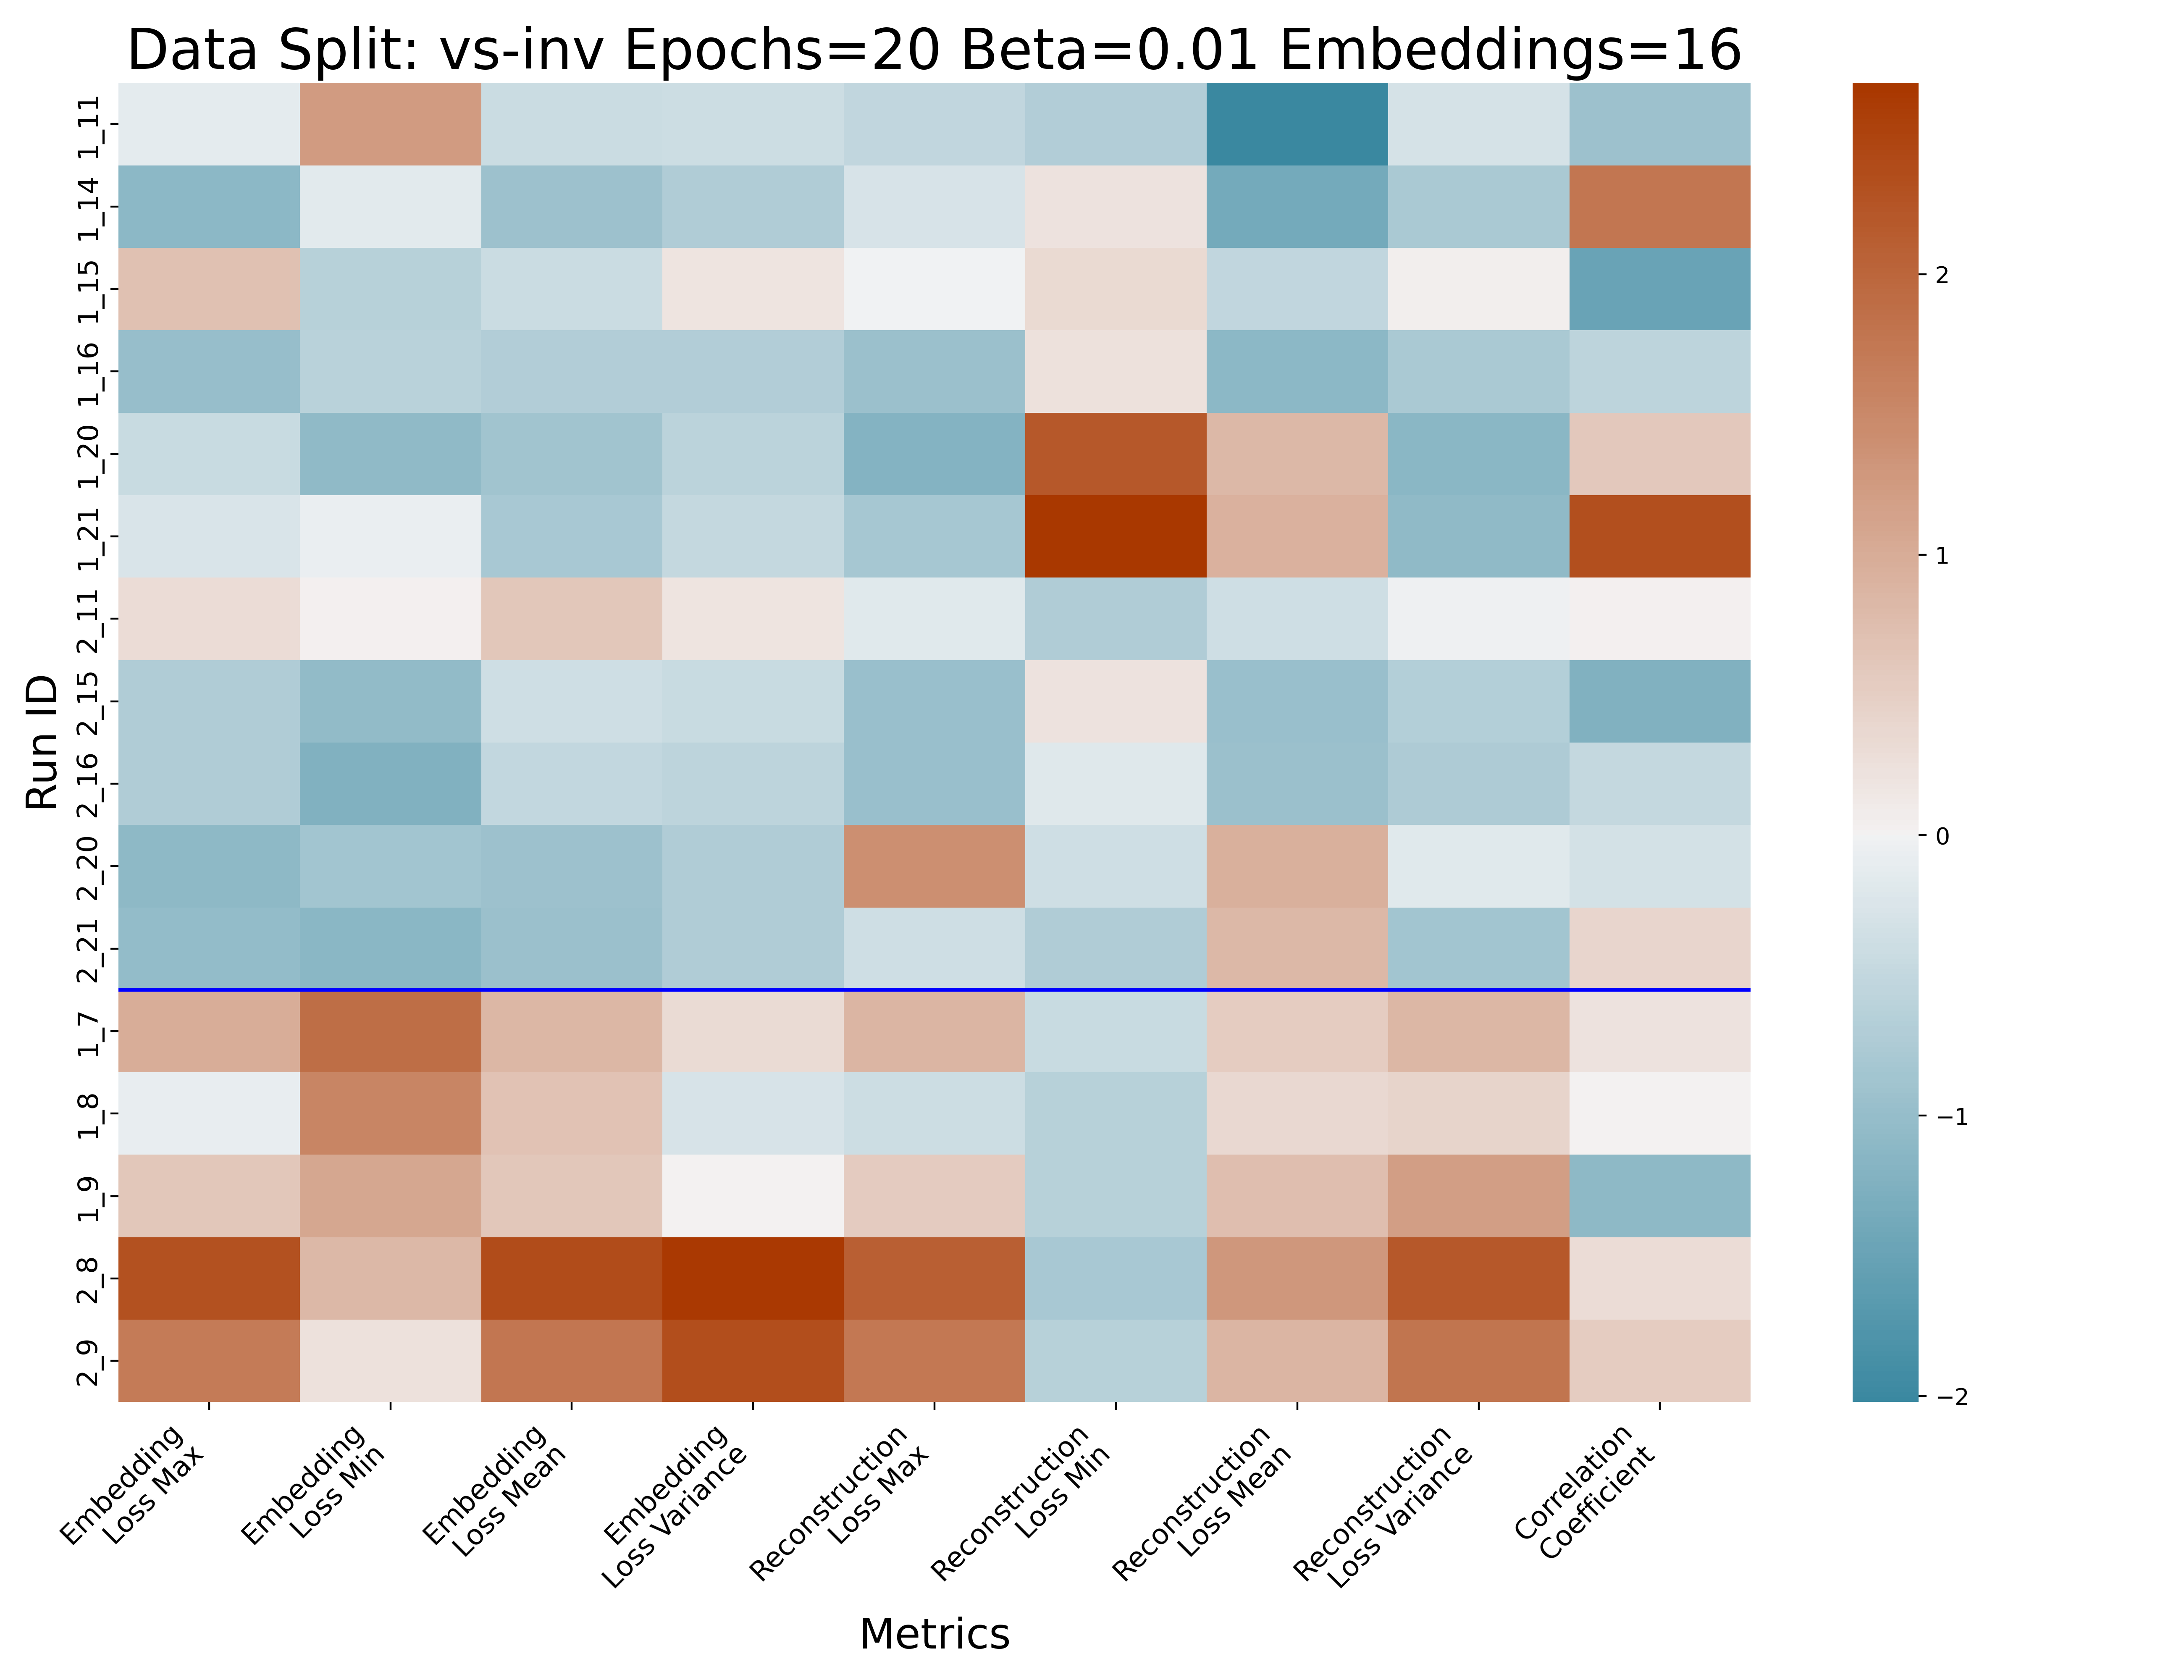 Data Split: vs-inv Epochs=20 Beta=0.01 Embeddings=16
Run ID
1_11
1_14
1_15
1_16
1_20
1_21
2_11
2_15
2_16
2_20
2_21
1_7
1_8
1_9
2_8
2_9
Embedding
Loss Max
Embedding
Loss Min
Embedding
Loss Mean
Embedding
Loss Variance
Reconstruction
Loss Max
Reconstruction
Loss Min
Reconstruction
Loss Mean
Reconstruction
Loss Variance
Correlation
Coefficient
Metrics
2
1
0
−1
−2